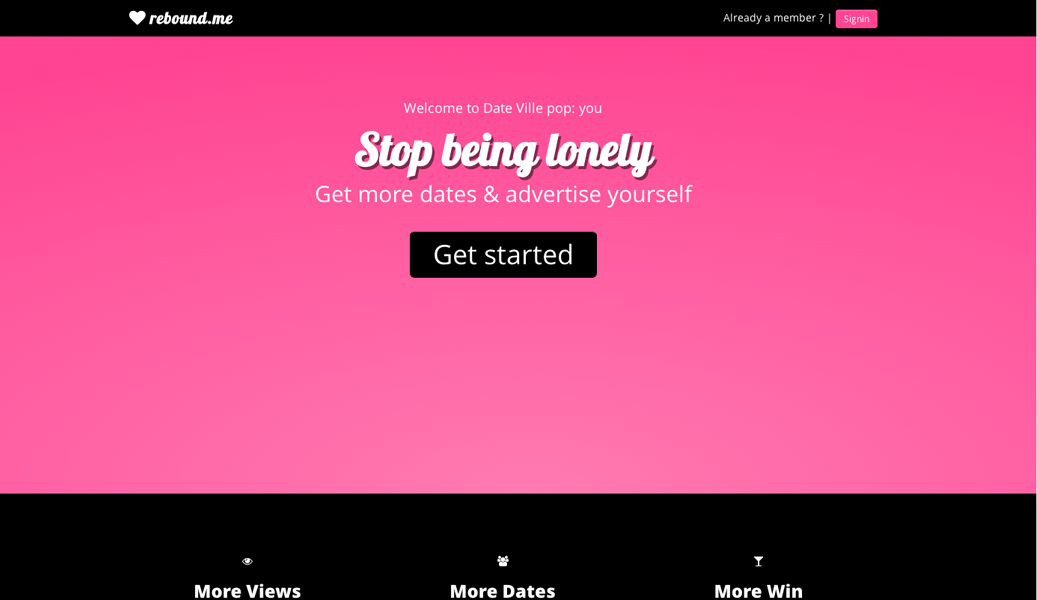 rebound.me
Already a member ? | Signin
Welcome to Date Ville pop: you
Stop being lonely
Get more dates & advertise yourself
Get started
More Views
More Dates
More Win